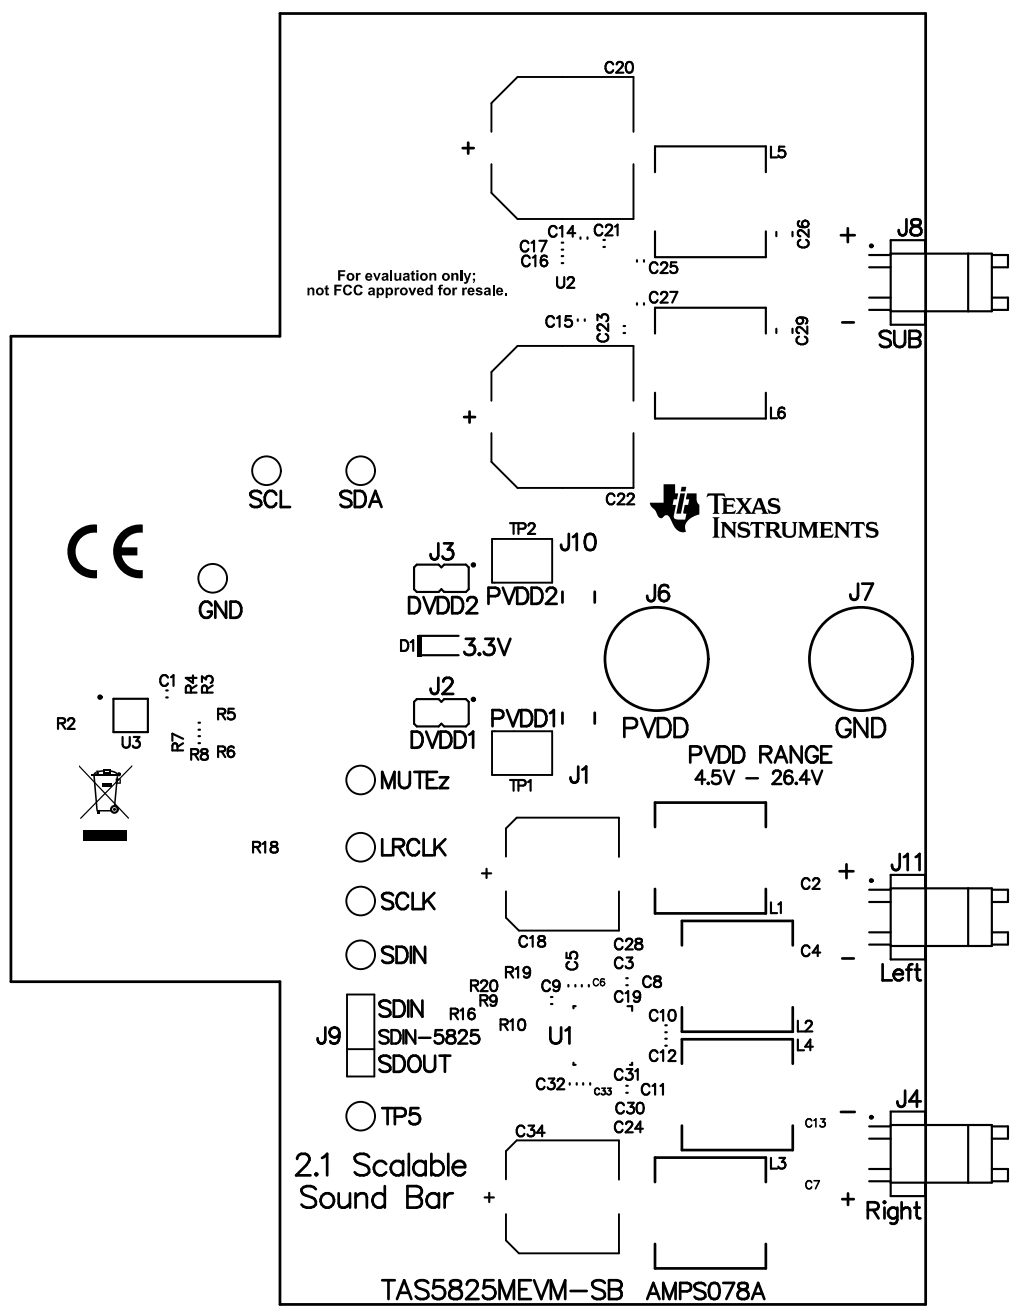 C20
L5
C14
C21
C17
C16
U2
C25
C26
+
J8
+
For evaluation only;
not FCC approved for resale.
C27
C15
C23
C29
-
SUB
+
L6
C22
SCL
SDA
TEXAS
INSTRUMENTS
CE
GND
J3
DVDD2
TP2
J10
PVDD2
J6
J7
D1
3.3V
J2
DVDD1
PVDD1
TP1
J1
PVDD
GND
PVDD RANGE
4.5V - 26.4V
C1
R4
R3
R2
U3
R5
R7
R8
R6
MUTEz
R18
LRCLK
SCLK
SDIN
+
C18
C28
L1
C2
C4
+
J11
-
Left
R19
C5
C3
R20
C9
C6
C8
R9
C19
R16
R10
U1
C10
C12
L2
L4
J9
SDIN
SDIN-5825
SDOUT
C32
C33
C31
C11
C30
C24
TP5
C34
C13
-
J4
L3
C7
+
Right
2.1 Scalable
Sound Bar
+
TAS5825MEVM-SB AMPS078A